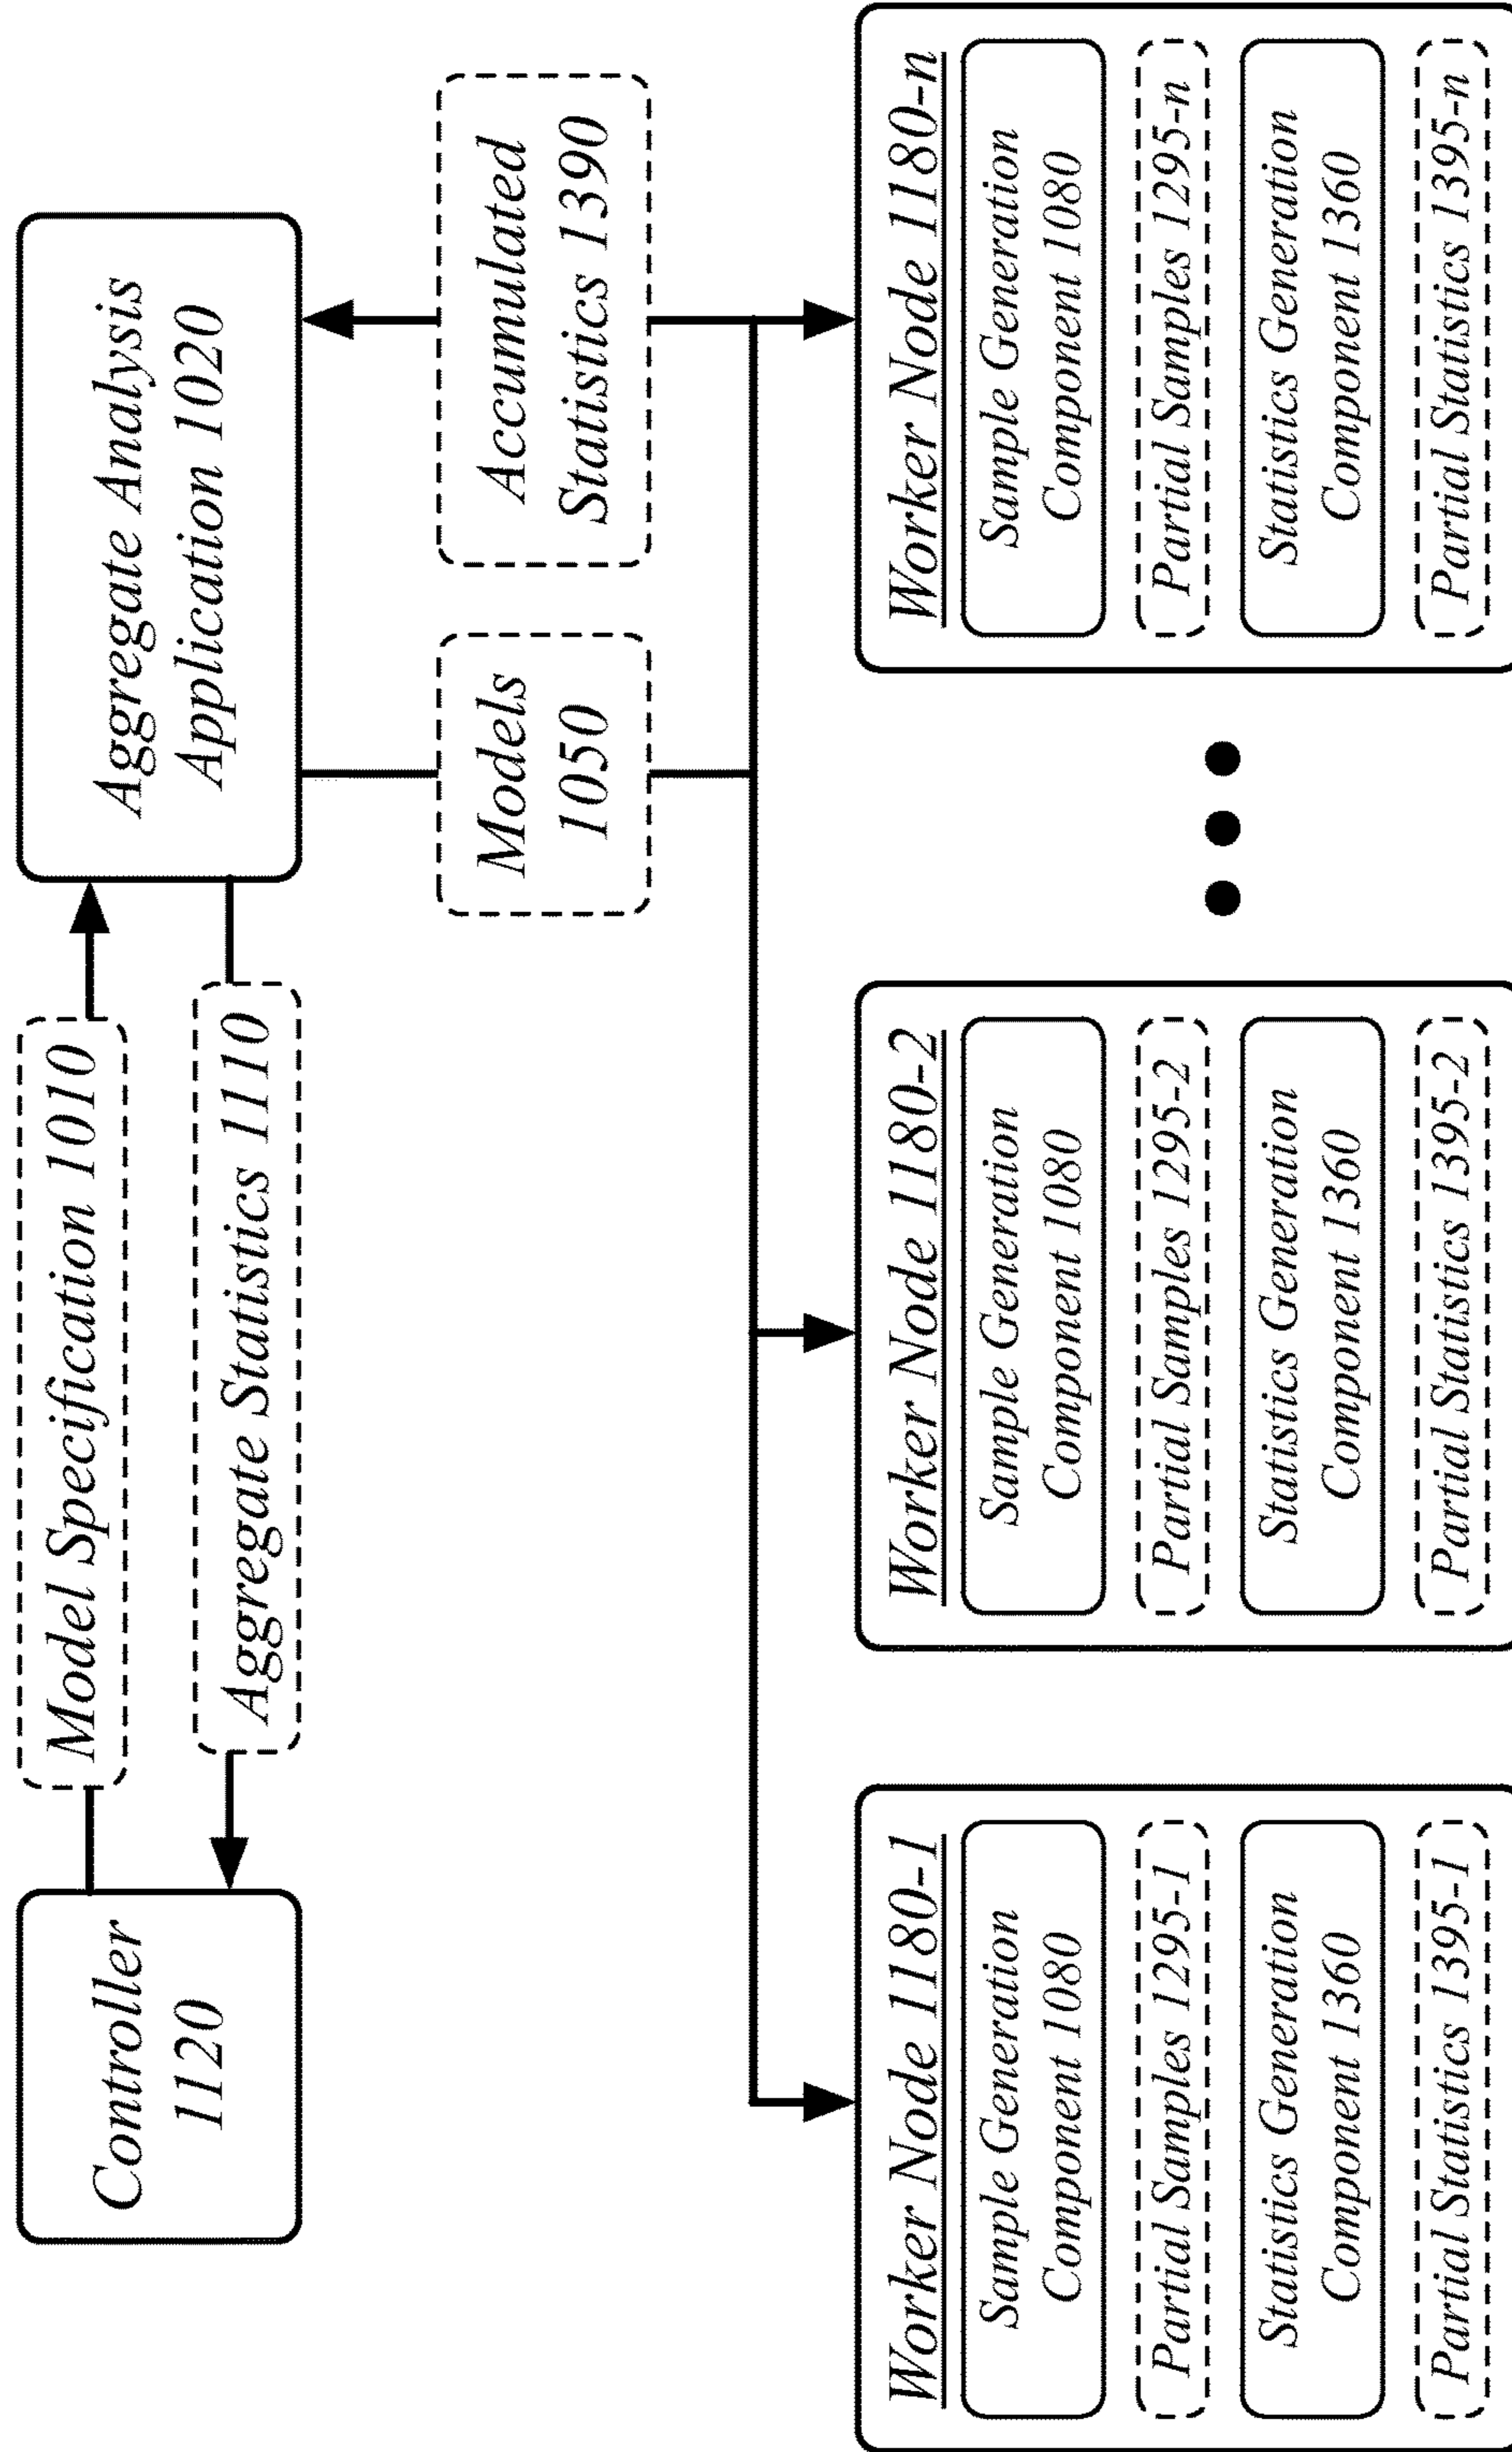 Controller
1120
Model Specification 1010
Aggregate Statistics 1110
Aggregate Analysis
Application 1020
Models
1050
Accumulated
Statistics 1390
Worker Node 1180-1
Sample Generation
Component 1080
Partial Samples 1295-1
Statistics Generation
Component 1360
Partial Statistics 1395-1
Worker Node 1180-2
Sample Generation
Component 1080
Partial Samples 1295-2
Statistics Generation
Component 1360
Partial Statistics 1395-2
Worker Node 1180-n
Sample Generation
Component 1080
Partial Samples 1295-n
Statistics Generation
Component 1360
Partial Statistics 1395-n